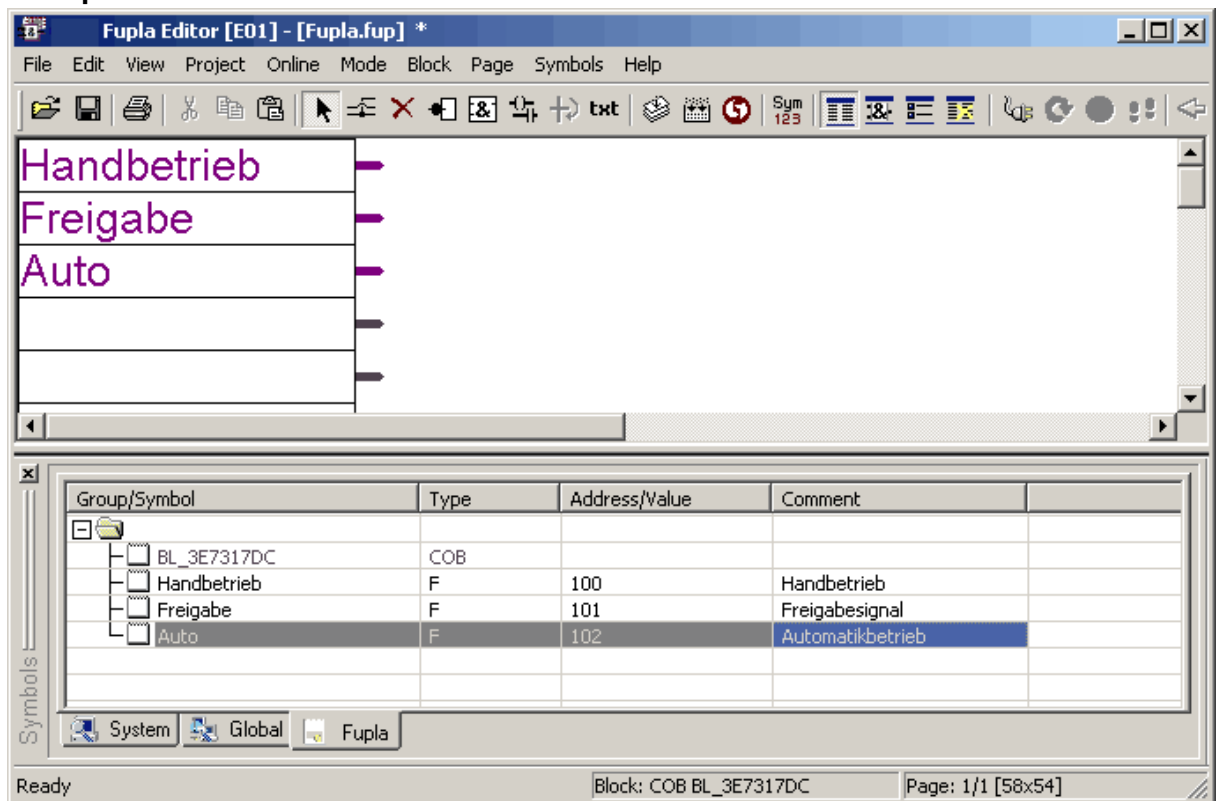 Fupla Editor [E01] - [Fupla.fup] *
File Edit View Project Online Mode Block Page Symbols Help
txt Sym 123
Handbetrieb
Freigabe
Auto
Group/Symbol Type Address/Value Comment
BL_3E7317DC COB
Handbetrieb F 100 Handbetrieb
Freigabe F 101 Freigabesignal
Auto F 102 Automatikbetrieb
Symbols
System Global Fupla
Ready Block: COB BL_3E7317DC Page: 1/1 [58x54]